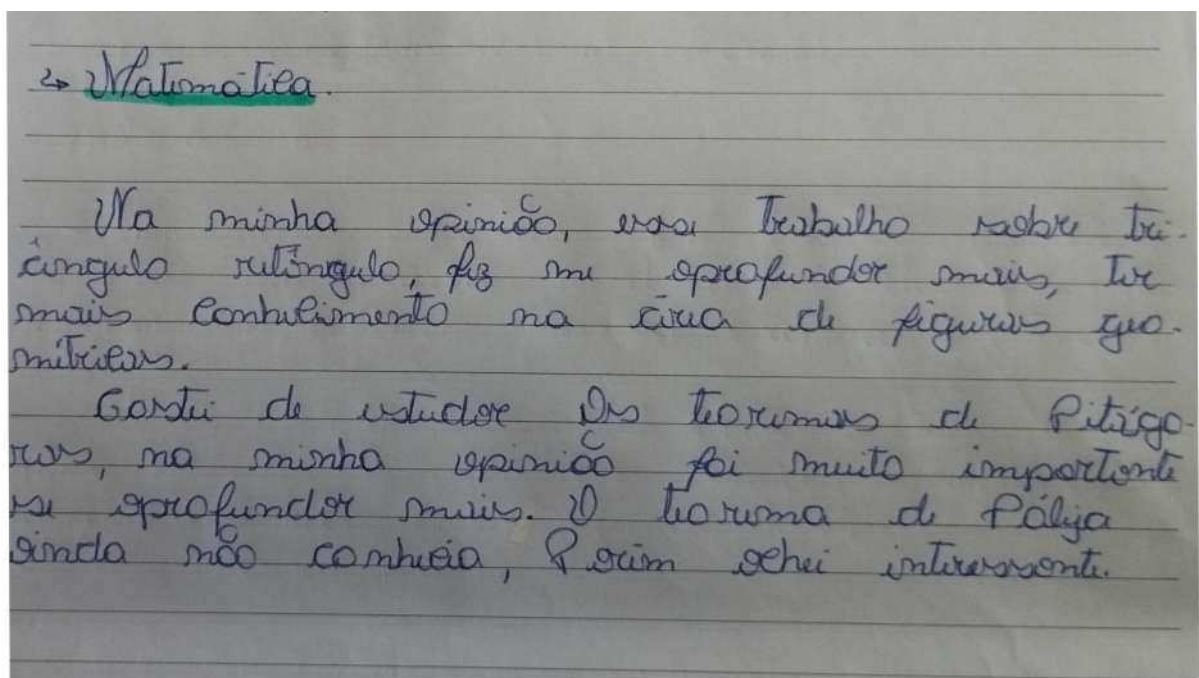 ↳ Matemática.
Na minha opinião, essa trabalho sobre tri-
ângulo retângulo, fiz me aprofundar mais, ter
mais conhecimento na área de figuras geo-
métricas.
Gostei de estudar Os teoremas de Pitágo-
ras, na minha opinião foi muito importante
se aprofundar mais. O teorema de Pólya
ainda não conhecia, Porém achei interessante.